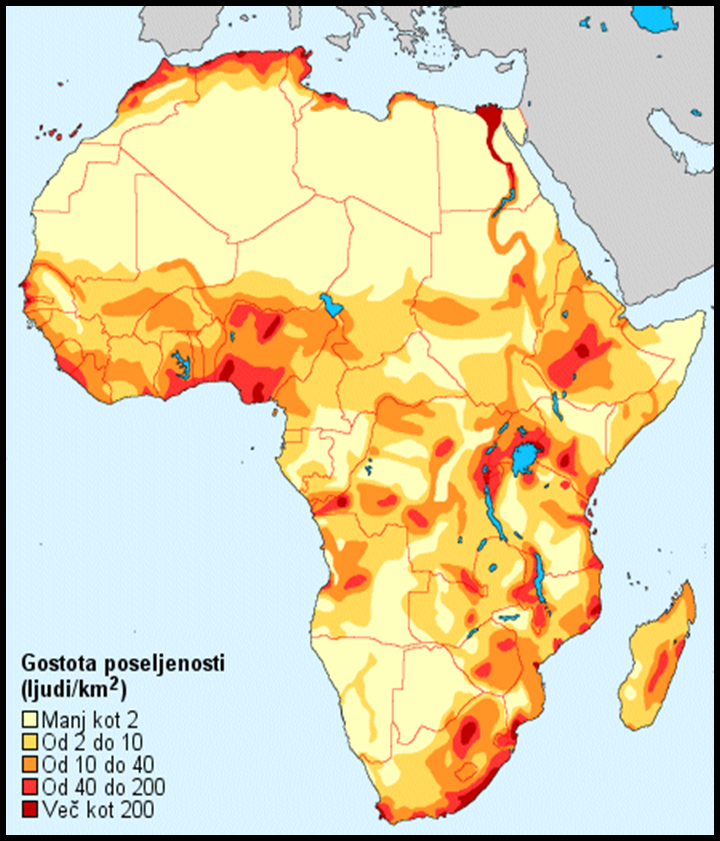 Gostota poseljenosti
(ljudi/km²)
Manj kot 2
Od 2 do 10
Od 10 do 40
Od 40 do 200
Več kot 200